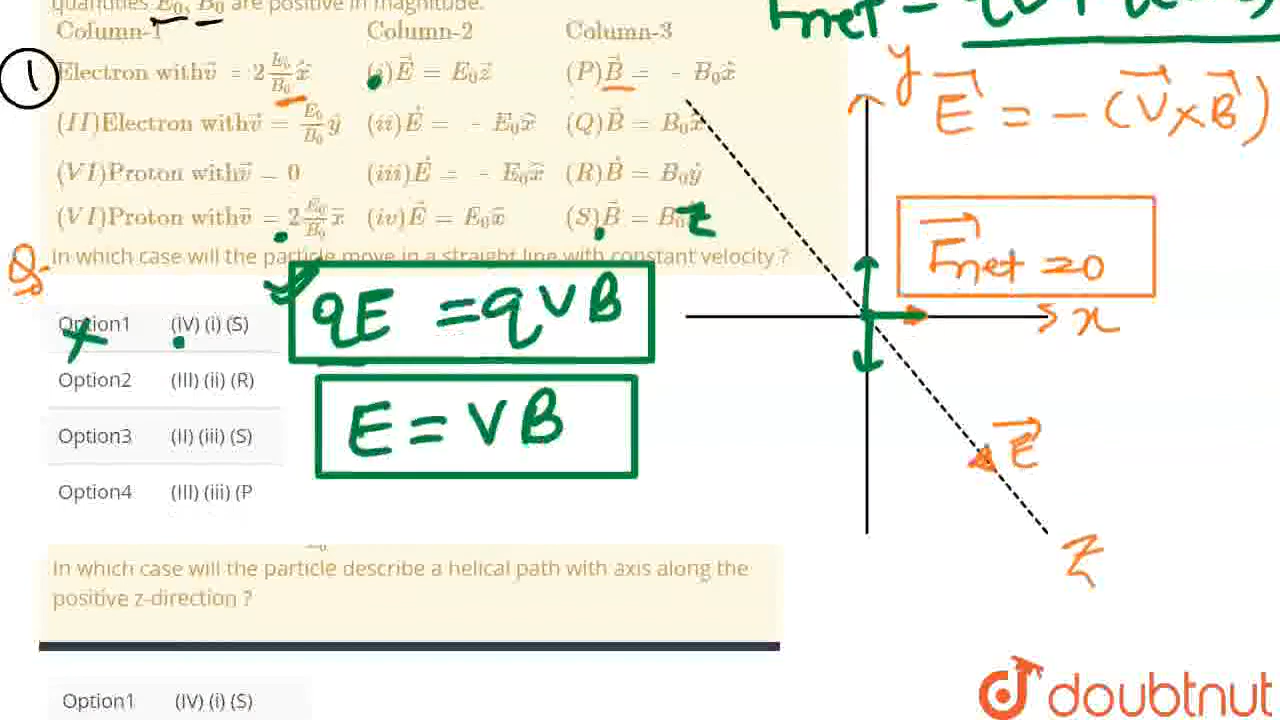 quantities E₀, B₀ are positive in magnitude.
Fnet =
Column-1 Column-2 Column-3
1
Electron with v⃗ = 2 E₀/B₀ x̂ (i) E⃗ = E₀ z⃗ (P) B⃗ = - B₀ x̂
(II) Electron with v⃗ = E₀/B₀ y⃗ (ii) E⃗ = - E₀ x̂ (Q) B⃗ = B₀ x
(VI) Proton with v⃗ = 0 (iii) E⃗ = - E₀ x̂ (R) B⃗ = B₀ y
(VI) Proton with v⃗ = 2 E₀/B₀ x̄ (iv) E⃗ = E₀ x̄ (S) B⃗ = B₀ z
In which case will the particle move in a straight line with constant velocity ?
Option1 (IV) (i) (S)
Option2 (III) (ii) (R)
Option3 (II) (iii) (S)
Option4 (III) (iii) (P
qE = qVB
E = VB
y
E⃗ = -(V⃗ × B⃗)
F⃗net = 0
x
E⃗
z
In which case will the particle describe a helical path with axis along the
positive z-direction ?
Option1 (IV) (i) (S)
doubtnut